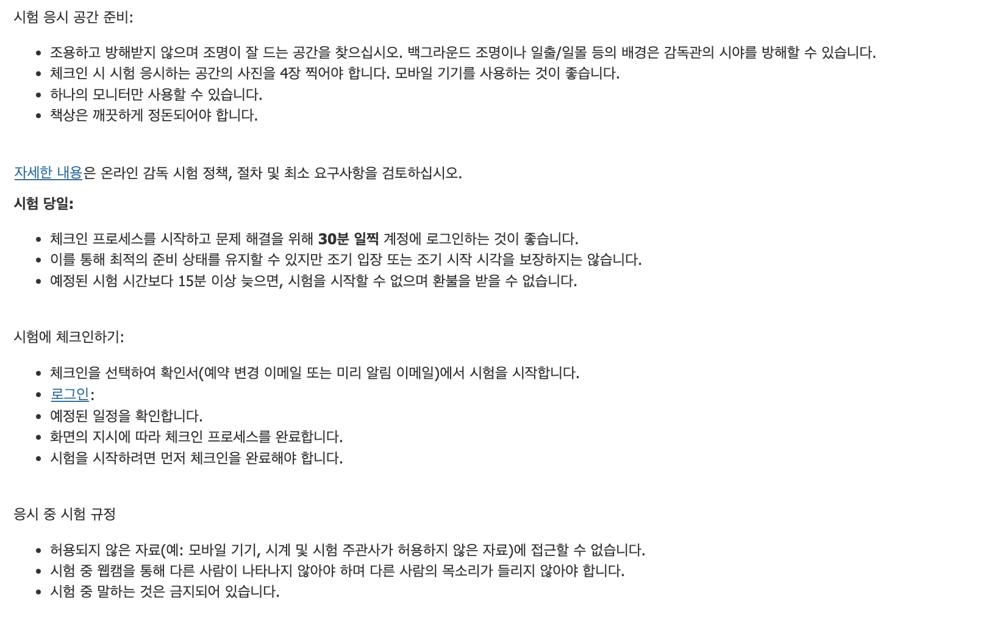 시험 응시 공간 준비:
조용하고 방해받지 않으며 조명이 잘 드는 공간을 찾으십시오. 백그라운드 조명이나 일출/일몰 등의 배경은 감독관의 시야를 방해할 수 있습니다.
체크인 시 시험 응시하는 공간의 사진을 4장 찍어야 합니다. 모바일 기기를 사용하는 것이 좋습니다.
하나의 모니터만 사용할 수 있습니다.
책상은 깨끗하게 정돈되어야 합니다.
자세한 내용은 온라인 감독 시험 정책, 절차 및 최소 요구사항을 검토하십시오.
시험 당일:
체크인 프로세스를 시작하고 문제 해결을 위해 30분 일찍 계정에 로그인하는 것이 좋습니다.
이를 통해 최적의 준비 상태를 유지할 수 있지만 조기 입장 또는 조기 시작 시각을 보장하지는 않습니다.
예정된 시험 시간보다 15분 이상 늦으면, 시험을 시작할 수 없으며 환불을 받을 수 없습니다.
시험에 체크인하기:
체크인을 선택하여 확인서(예약 변경 이메일 또는 미리 알림 이메일)에서 시험을 시작합니다.
로그인:
예정된 일정을 확인합니다.
화면의 지시에 따라 체크인 프로세스를 완료합니다.
시험을 시작하려면 먼저 체크인을 완료해야 합니다.
응시 중 시험 규정
허용되지 않은 자료(예: 모바일 기기, 시계 및 시험 주관사가 허용하지 않은 자료)에 접근할 수 없습니다.
시험 중 웹캠을 통해 다른 사람이 나타나지 않아야 하며 다른 사람의 목소리가 들리지 않아야 합니다.
시험 중 말하는 것은 금지되어 있습니다.